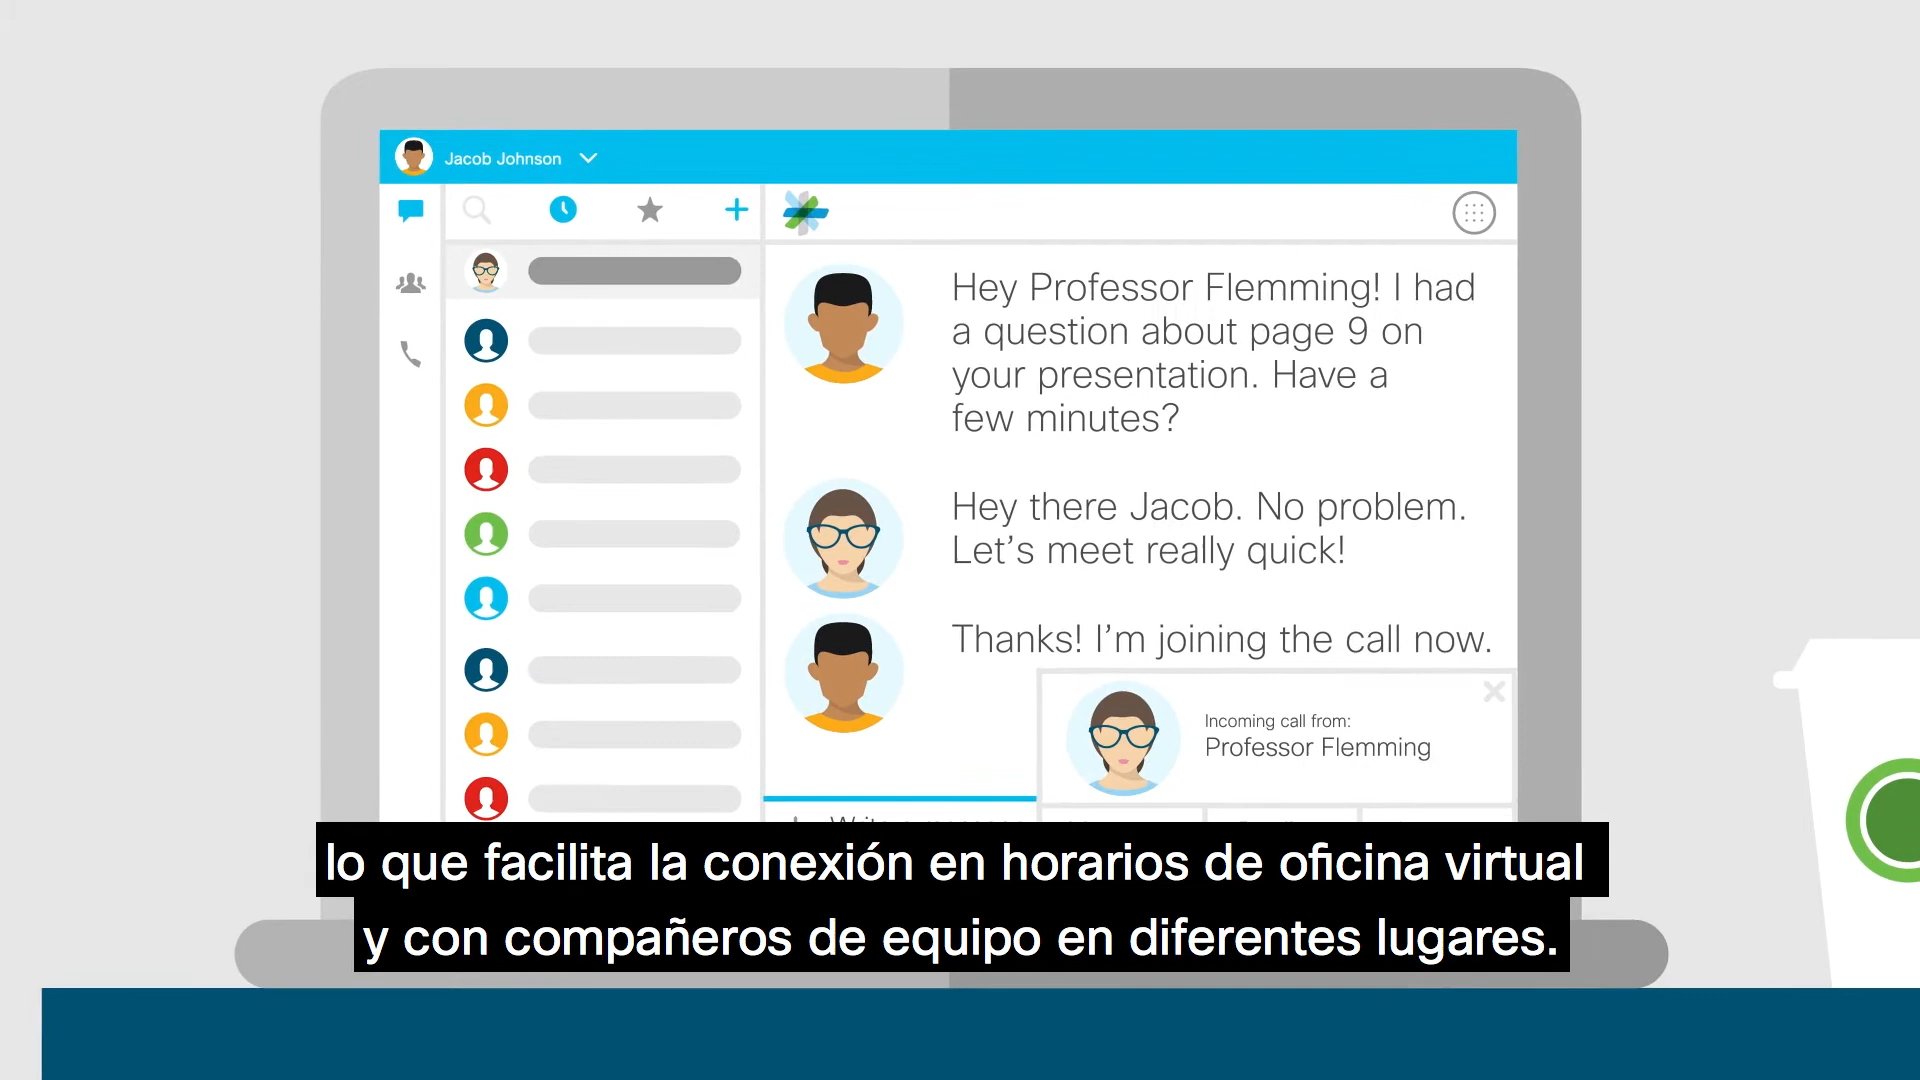 Jacob Johnson
Hey Professor Flemming! I had
a question about page 9 on
your presentation. Have a
few minutes?
Hey there Jacob. No problem.
Let’s meet really quick!
Thanks! I’m joining the call now.
Incoming call from:
Professor Flemming
lo que facilita la conexión en horarios de oficina virtual
y con compañeros de equipo en diferentes lugares.